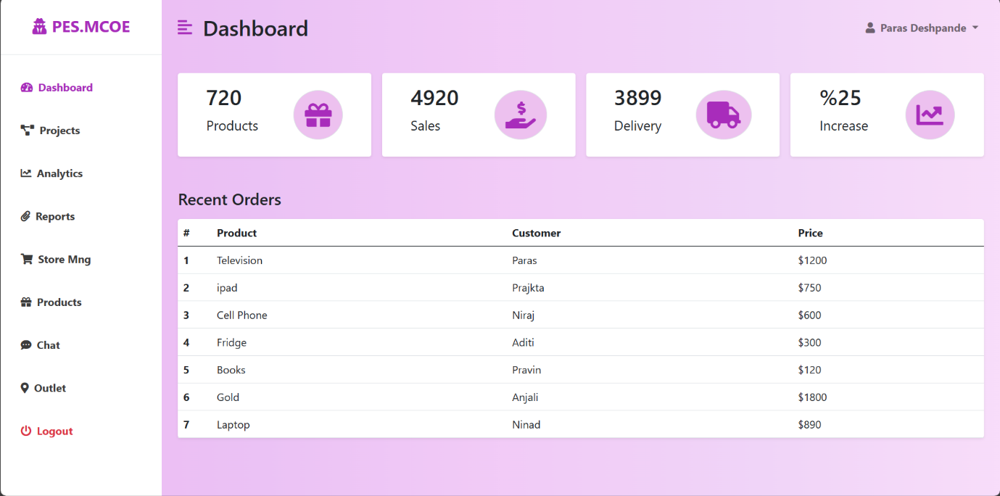 PES.MCOE
Dashboard
Paras Deshpande
Dashboard
Projects
Analytics
Reports
Store Mng
Products
Chat
Outlet
Logout
720
Products
4920
Sales
3899
Delivery
%25
Increase
Recent Orders
# Product Customer Price
1 Television Paras $1200
2 ipad Prajkta $750
3 Cell Phone Niraj $600
4 Fridge Aditi $300
5 Books Pravin $120
6 Gold Anjali $1800
7 Laptop Ninad $890